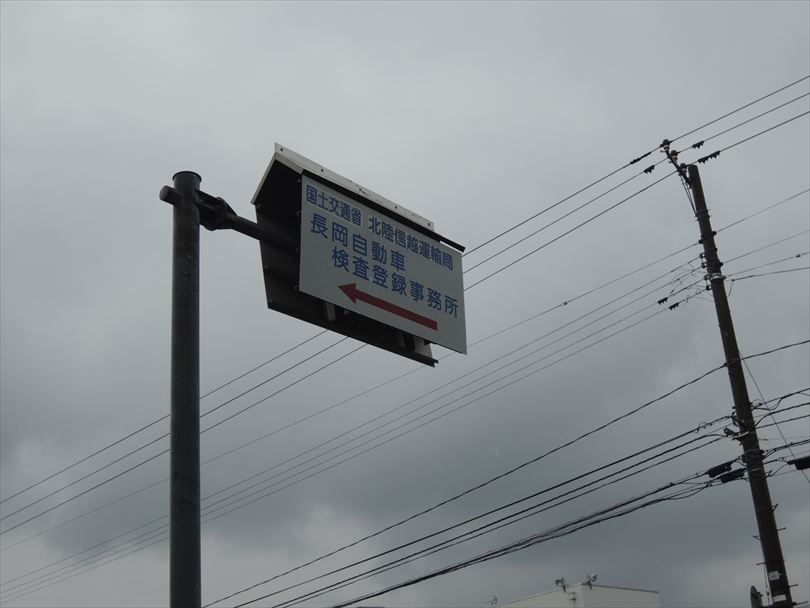 国土交通省 北陸信越運輸局
長岡自動車
検査登録事務所